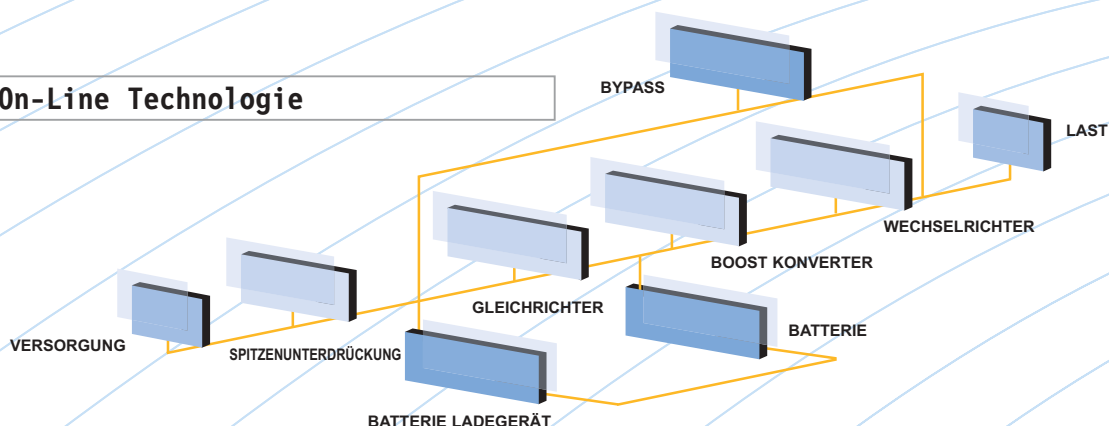 On-Line Technologie
BYPASS
LAST
WECHSELRICHTER
BOOST KONVERTER
GLEICHRICHTER
BATTERIE
VERSORGUNG
SPITZENUNTERDRÜCKUNG
BATTERIE LADEGERÄT